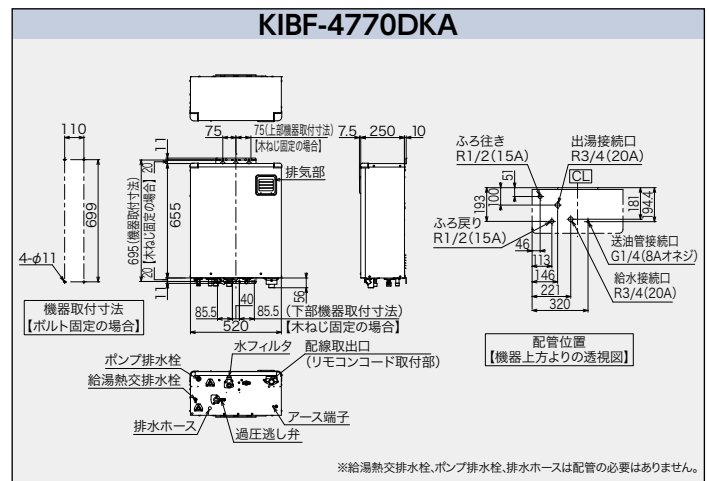 KIBF-4770DKA
110
699
4-φ11
機器取付寸法
【ボルト固定の場合】
75
75(上部機器取付寸法)
【木ねじ固定の場合】
11
20
695(機器取付寸法)
【木ねじ固定の場合】
20
11
655
排気部
85.5
40
85.5
56
(下部機器取付寸法)
【木ねじ固定の場合】
520
7.5
250
10
ふろ往き
R1/2(15A)
出湯接続口
R3/4(20A)
CL
51
100
193
181
94.4
ふろ戻り
R1/2(15A)
46
113
146
221
320
送油管接続口
G1/4(8Aオネジ)
給水接続口
R3/4(20A)
配管位置
【機器上方よりの透視図】
水フィルタ
配線取出口
(リモコンコード取付部)
ポンプ排水栓
給湯熱交排水栓
排水ホース
過圧逃し弁
アース端子
※給湯熱交排水栓、ポンプ排水栓、排水ホースは配管の必要はありません。